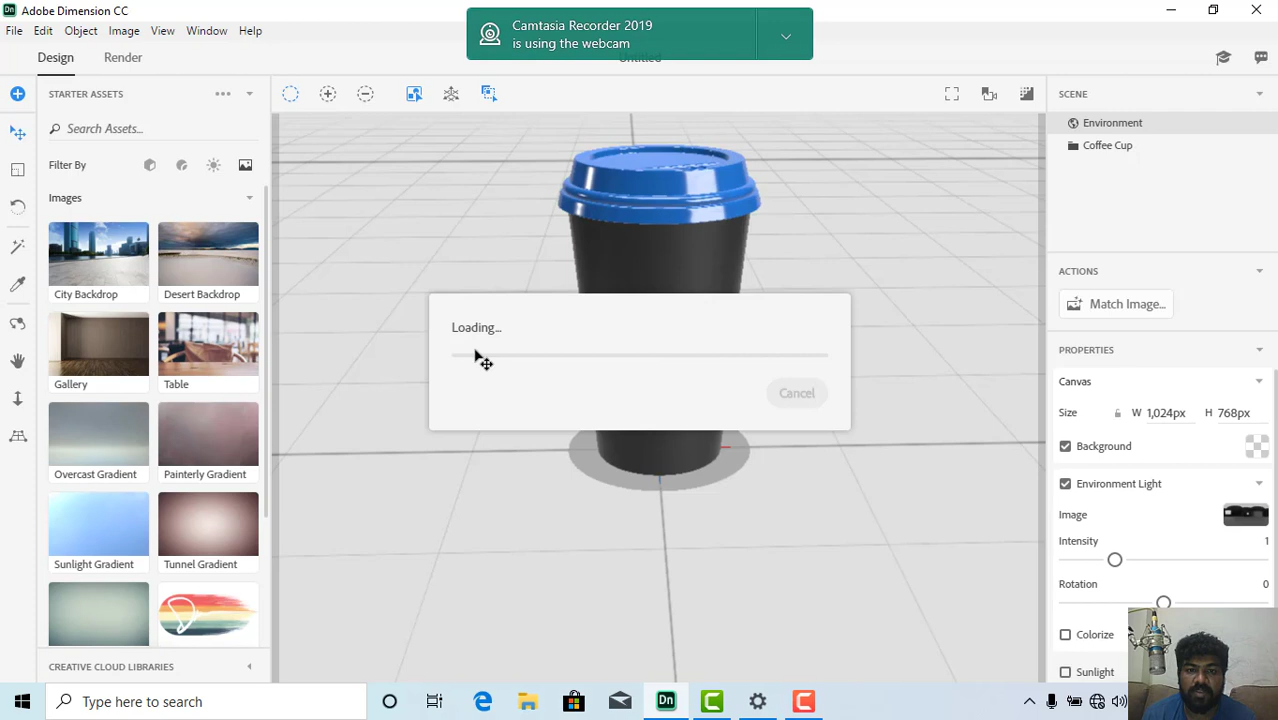 Dn Adobe Dimension CC
Camtasia Recorder 2019
is using the webcam
File Edit Object Image View Window Help
Design Render
STARTER ASSETS
Search Assets...
Filter By
Images
City Backdrop Desert Backdrop
Gallery Table
Overcast Gradient Painterly Gradient
Sunlight Gradient Tunnel Gradient
CREATIVE CLOUD LIBRARIES
Loading...
Cancel
SCENE
Environment
Coffee Cup
ACTIONS
Match Image...
PROPERTIES
Canvas
Size W 1,024px H 768px
Background
Environment Light
Image
Intensity 1
Rotation 0
Colorize
Sunlight
Type here to search
Dn